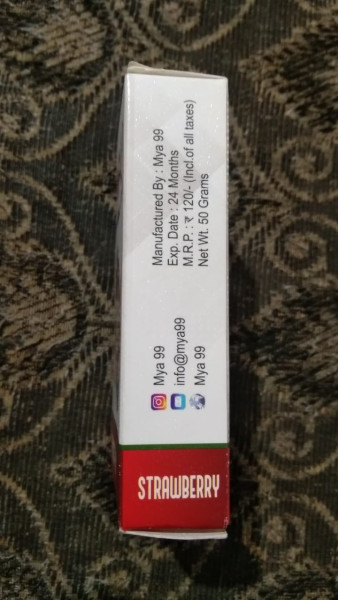 Manufactured By : Mya 99
Exp. Date : 24 Months
M.R.P. : ₹ 120/- (Incl.of all taxes)
Net Wt. 50 Grams
Mya 99
info@mya99
Mya 99
STRAWBERRY